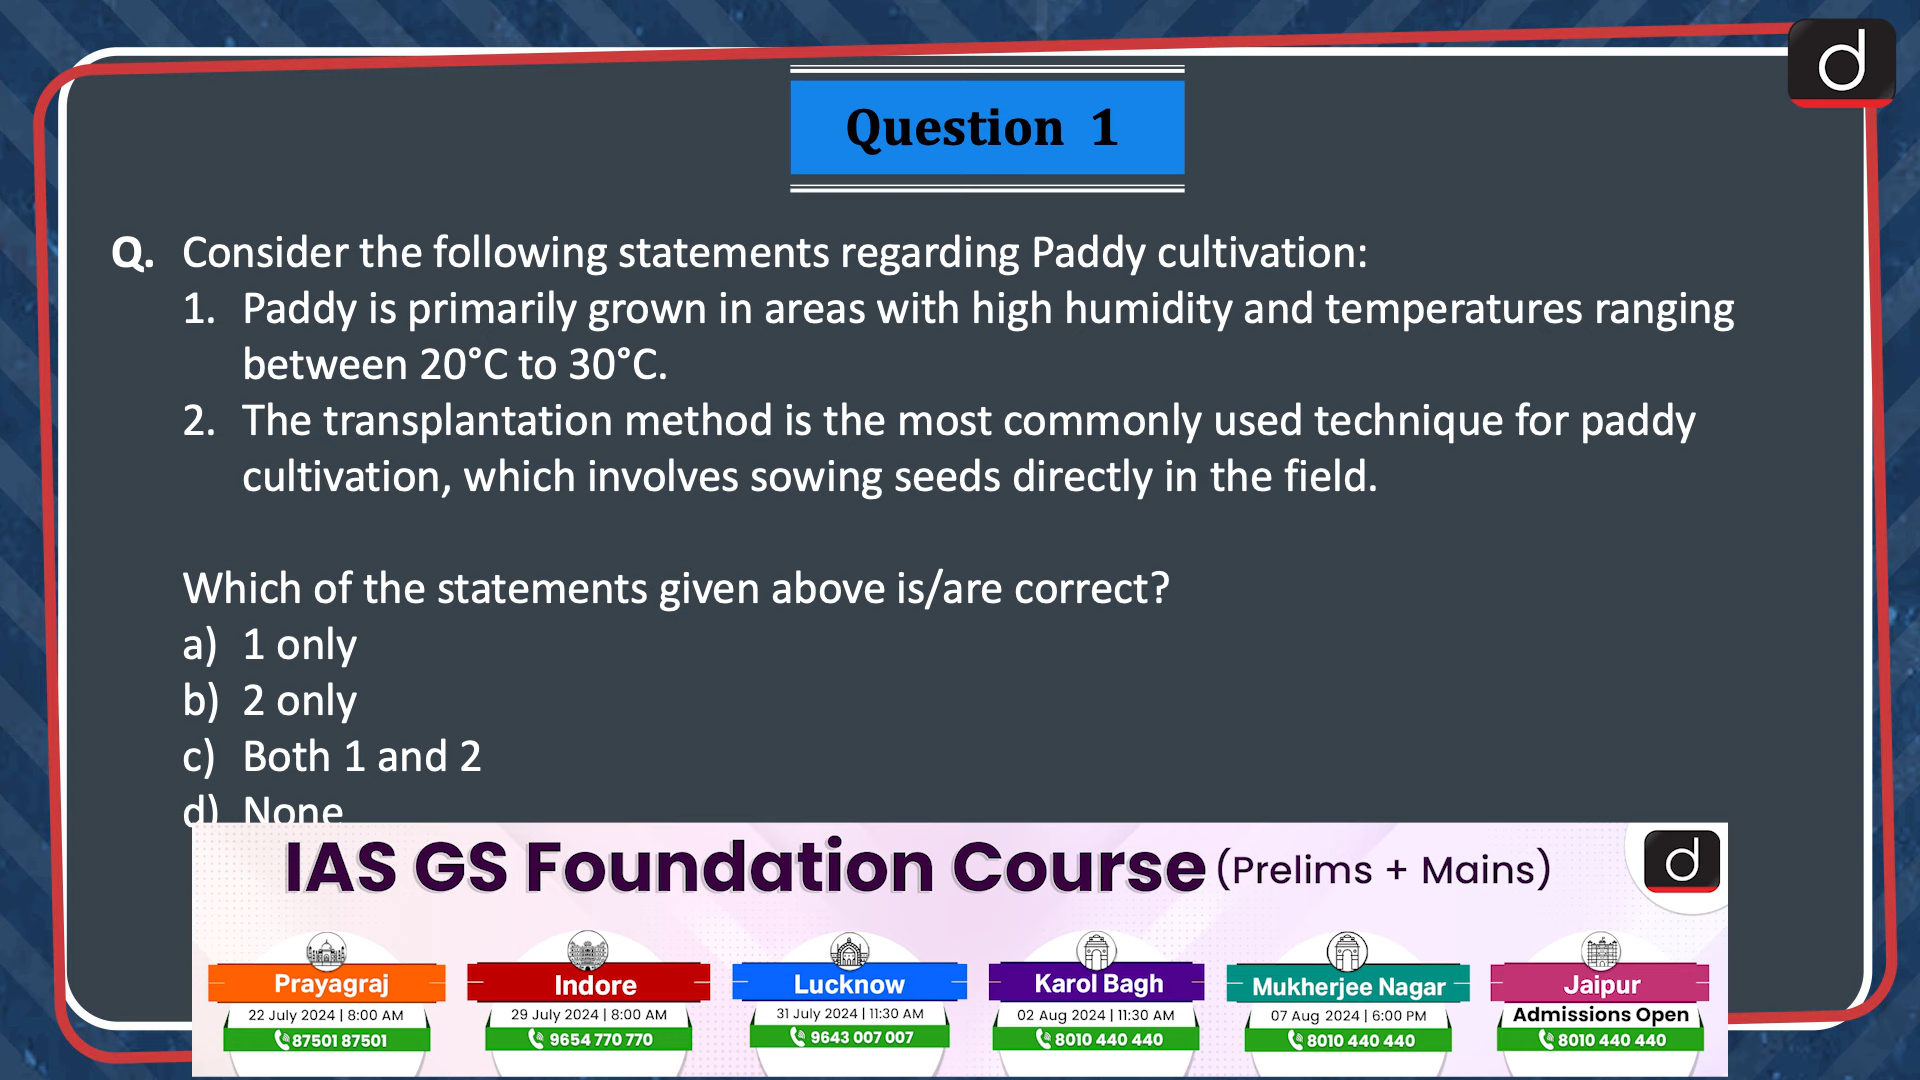 d
Question 1
Q. Consider the following statements regarding Paddy cultivation:
1. Paddy is primarily grown in areas with high humidity and temperatures ranging
between 20°C to 30°C.
2. The transplantation method is the most commonly used technique for paddy
cultivation, which involves sowing seeds directly in the field.
Which of the statements given above is/are correct?
a) 1 only
b) 2 only
c) Both 1 and 2
d) None
IAS GS Foundation Course (Prelims + Mains)
d
Prayagraj
22 July 2024 | 8:00 AM
87501 87501
Indore
29 July 2024 | 8:00 AM
9654 770 770
Lucknow
31 July 2024 | 11:30 AM
9643 007 007
Karol Bagh
02 Aug 2024 | 11:30 AM
8010 440 440
Mukherjee Nagar
07 Aug 2024 | 6:00 PM
8010 440 440
Jaipur
Admissions Open
8010 440 440